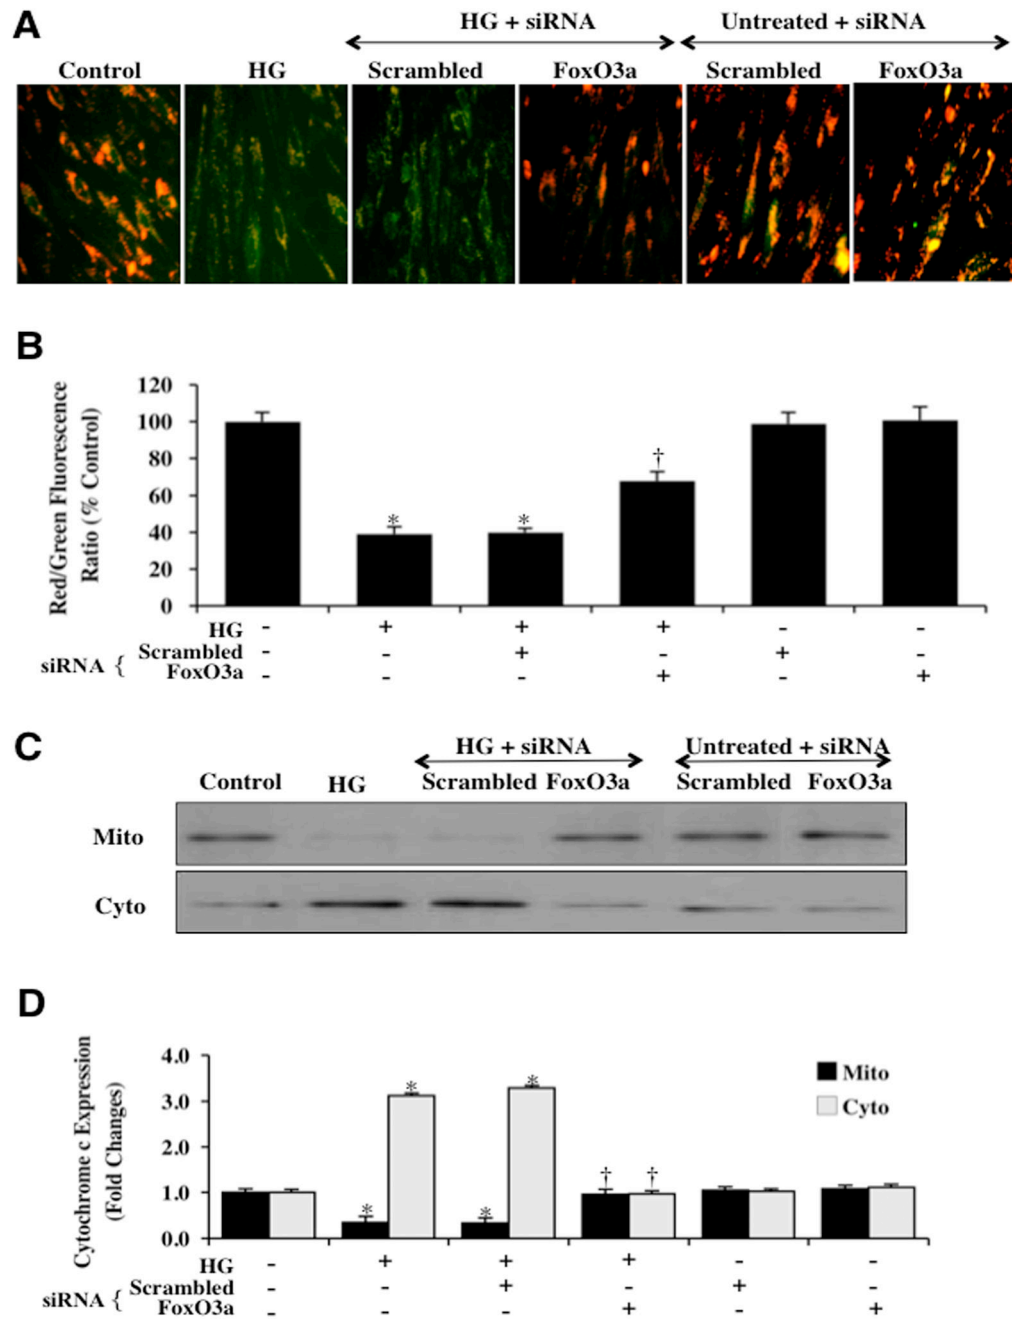 A
HG + siRNA Untreated + siRNA
Control HG Scrambled FoxO3a Scrambled FoxO3a
B
Red/Green Fluorescence
Ratio (% Control)
120
100
80
60
40
20
0
* * †
HG - + + + - -
siRNA { Scrambled - - + - + -
FoxO3a - - - + - +
C
HG + siRNA Untreated + siRNA
Control HG Scrambled FoxO3a Scrambled FoxO3a
Mito
Cyto
D
Cytochrome c Expression
(Fold Changes)
4.0
3.0
2.0
1.0
0.0
* * * * † †
Mito
Cyto
HG - + + + - -
siRNA { Scrambled - - + - + -
FoxO3a - - - + - +